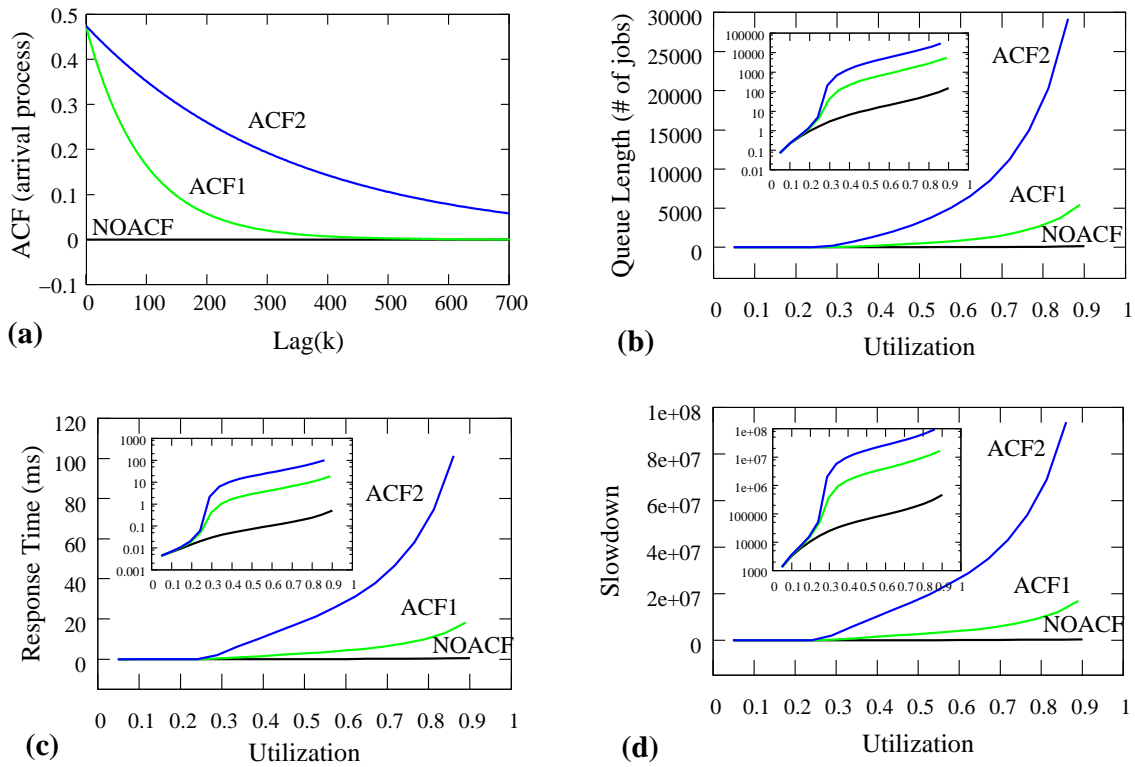 0.5
0.4
0.3
0.2
0.1
0
−0.1
ACF (arrival process)
ACF2
ACF1
NOACF
0 100 200 300 400 500 600 700
Lag(k)
(a)
30000
25000
20000
15000
10000
5000
0
Queue Length (# of jobs)
100000
10000
1000
100
10
1
0.1
0.01
0 0.1 0.2 0.3 0.4 0.5 0.6 0.7 0.8 0.9 1
ACF2
ACF1
NOACF
0 0.1 0.2 0.3 0.4 0.5 0.6 0.7 0.8 0.9 1
Utilization
(b)
120
100
80
60
40
20
0
Response Time (ms)
1000
100
10
1
0.1
0.01
0.001
0 0.1 0.2 0.3 0.4 0.5 0.6 0.7 0.8 0.9 1
ACF2
ACF1
NOACF
0 0.1 0.2 0.3 0.4 0.5 0.6 0.7 0.8 0.9 1
Utilization
(c)
1e+08
8e+07
6e+07
4e+07
2e+07
0
Slowdown
1e+08
1e+07
1e+06
100000
10000
1000
0 0.1 0.2 0.3 0.4 0.5 0.6 0.7 0.8 0.9 1
ACF2
ACF1
NOACF
0 0.1 0.2 0.3 0.4 0.5 0.6 0.7 0.8 0.9 1
Utilization
(d)